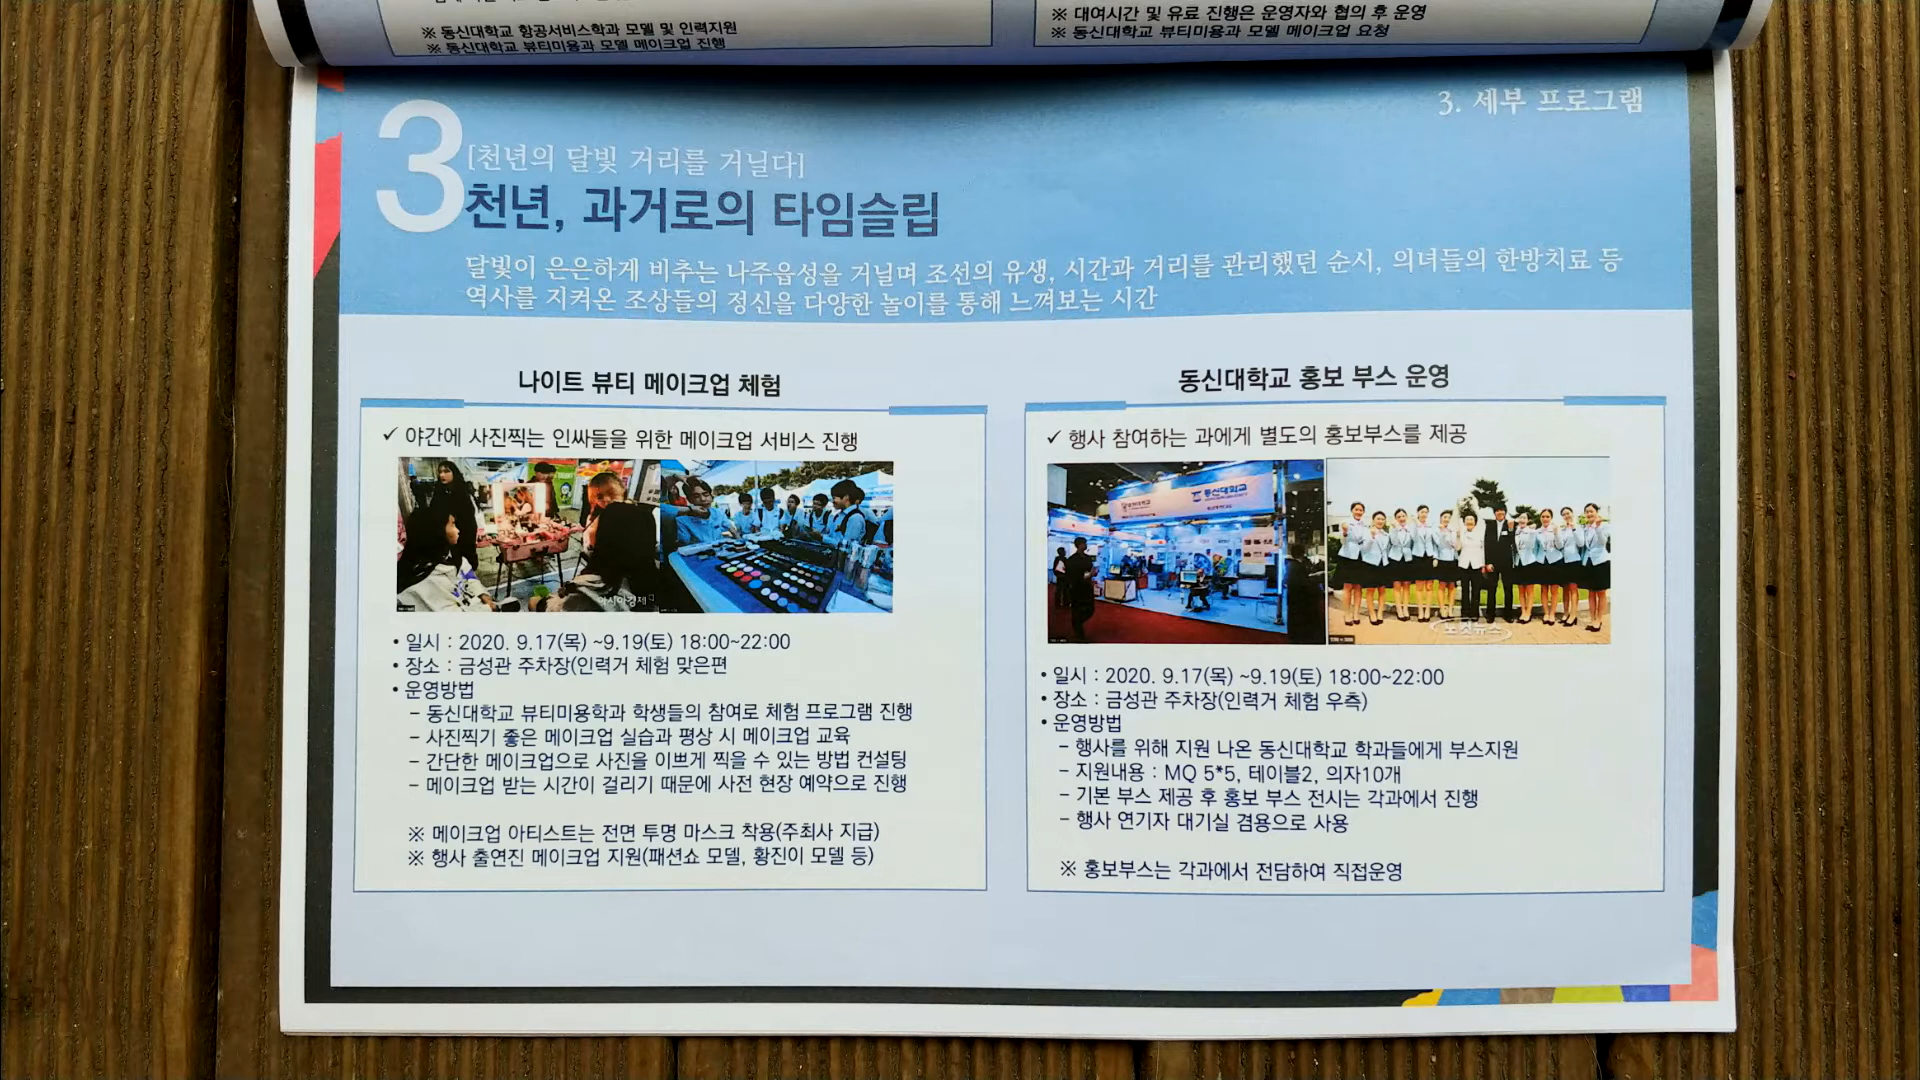 ※ 동신대학교 항공서비스학과 모델 및 인력지원
※ 동신대학교 뷰티미용과 모델 메이크업 진행
※ 대여시간 및 유료 진행은 운영자와 협의 후 운영
※ 동신대학교 뷰티미용과 모델 메이크업 요청
3. 세부 프로그램
3
[천년의 달빛 거리를 거닐다]
천년, 과거로의 타임슬립
달빛이 은은하게 비추는 나주읍성을 거닐며 조선의 유생, 시간과 거리를 관리했던 순시, 의녀들의 한방치료 등
역사를 지켜온 조상들의 정신을 다양한 놀이를 통해 느껴보는 시간
나이트 뷰티 메이크업 체험
✓ 야간에 사진찍는 인싸들을 위한 메이크업 서비스 진행
아시아경제
• 일시 : 2020. 9.17(목) ~9.19(토) 18:00~22:00
• 장소 : 금성관 주차장(인력거 체험 맞은편
• 운영방법
– 동신대학교 뷰티미용학과 학생들의 참여로 체험 프로그램 진행
– 사진찍기 좋은 메이크업 실습과 평상 시 메이크업 교육
– 간단한 메이크업으로 사진을 이쁘게 찍을 수 있는 방법 컨설팅
– 메이크업 받는 시간이 걸리기 때문에 사전 현장 예약으로 진행
※ 메이크업 아티스트는 전면 투명 마스크 착용(주최사 지급)
※ 행사 출연진 메이크업 지원(패션쇼 모델, 황진이 모델 등)
동신대학교 홍보 부스 운영
✓ 행사 참여하는 과에게 별도의 홍보부스를 제공
동신대학교
포컷뉴스
• 일시 : 2020. 9.17(목) ~9.19(토) 18:00~22:00
• 장소 : 금성관 주차장(인력거 체험 우측)
• 운영방법
– 행사를 위해 지원 나온 동신대학교 학과들에게 부스지원
– 지원내용 : MQ 5*5, 테이블2, 의자10개
– 기본 부스 제공 후 홍보 부스 전시는 각과에서 진행
– 행사 연기자 대기실 겸용으로 사용
※ 홍보부스는 각과에서 전담하여 직접운영